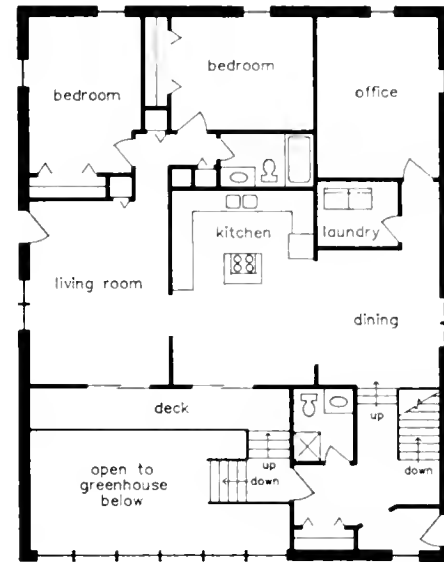 bedroom
bedroom
office
kitchen
laundry
living room
dining
deck
up
up
down
down
open to
greenhouse
below